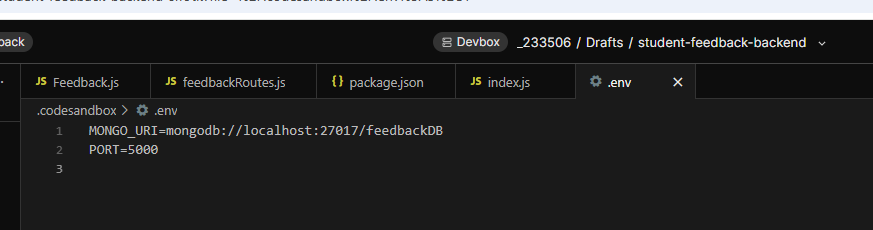 back
Devbox
_233506 / Drafts / student-feedback-backend
JS Feedback.js
JS feedbackRoutes.js
{} package.json
JS index.js
.env
.codesandbox > .env
1 MONGO_URI=mongodb://localhost:27017/feedbackDB
2 PORT=5000
3